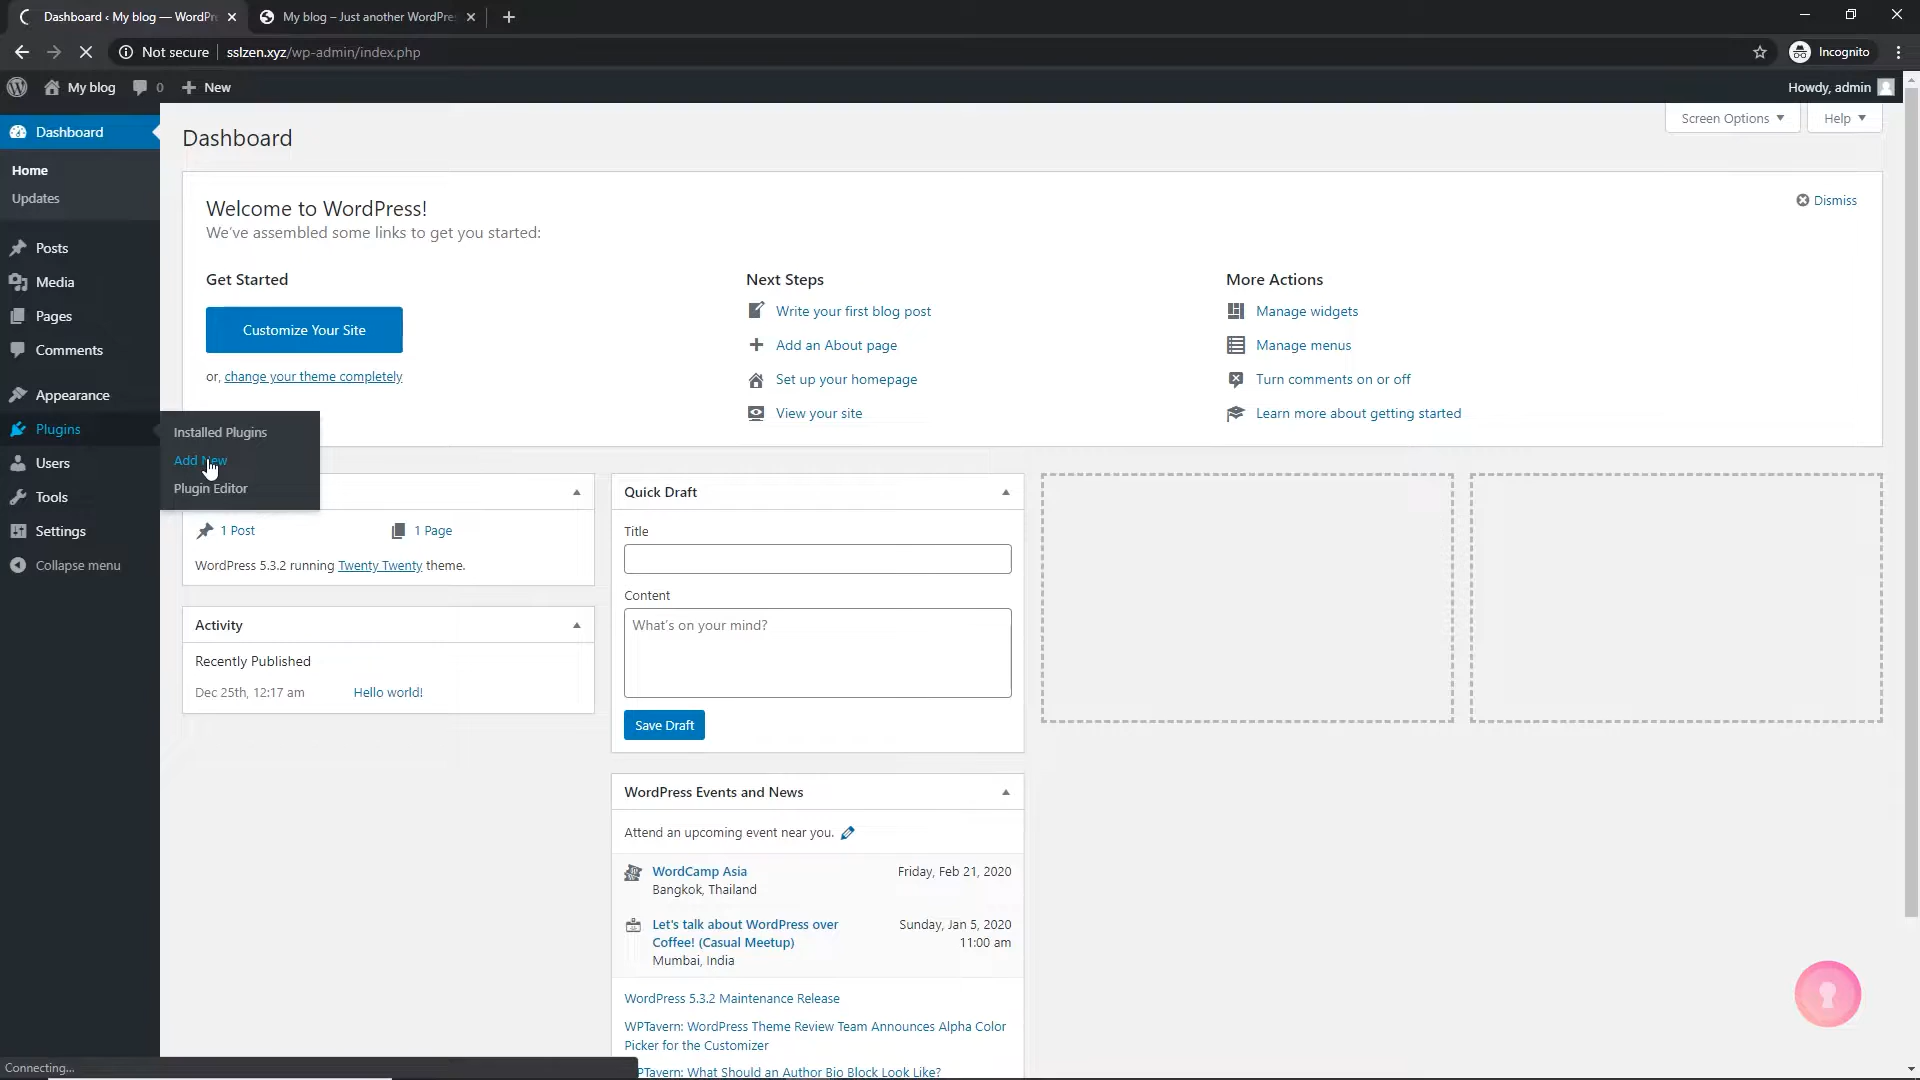 Dashboard ‹ My blog — WordPr
My blog – Just another WordPres
Not secure
sslzen.xyz/wp-admin/index.php
Incognito
My blog
0
New
Howdy, admin
Dashboard
Home
Updates
Posts
Media
Pages
Comments
Appearance
Plugins
Users
Tools
Settings
Collapse menu
Installed Plugins
Add New
Plugin Editor
Dashboard
Screen Options
Help
Welcome to WordPress!
We've assembled some links to get you started:
Dismiss
Get Started
Customize Your Site
or, change your theme completely
Next Steps
Write your first blog post
Add an About page
Set up your homepage
View your site
More Actions
Manage widgets
Manage menus
Turn comments on or off
Learn more about getting started
1 Post
1 Page
WordPress 5.3.2 running Twenty Twenty theme.
Activity
Recently Published
Dec 25th, 12:17 am
Hello world!
Quick Draft
Title
Content
What's on your mind?
Save Draft
WordPress Events and News
Attend an upcoming event near you.
WordCamp Asia
Friday, Feb 21, 2020
Bangkok, Thailand
Let's talk about WordPress over
Sunday, Jan 5, 2020
Coffee! (Casual Meetup)
11:00 am
Mumbai, India
WordPress 5.3.2 Maintenance Release
WPTavern: WordPress Theme Review Team Announces Alpha Color
Picker for the Customizer
PTavern: What Should an Author Bio Block Look Like?
Connecting...